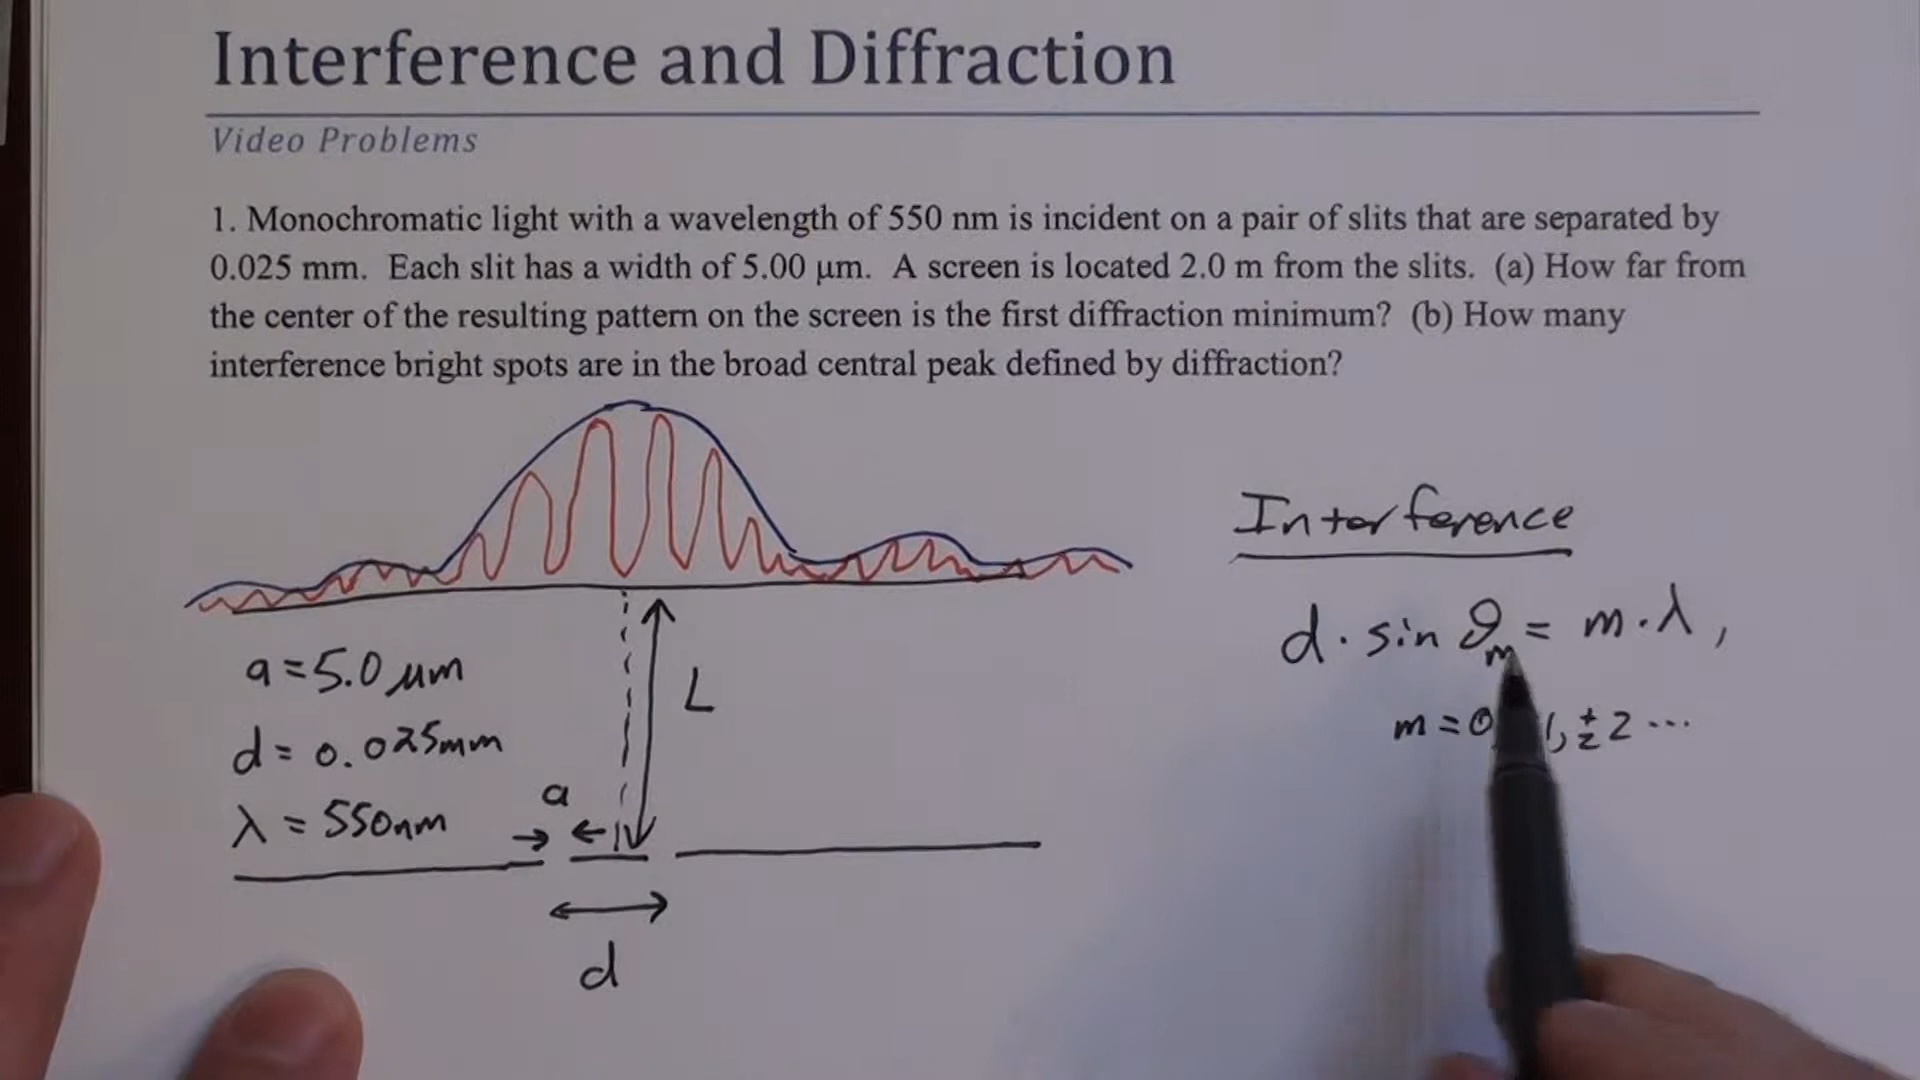 Interference and Diffraction
Video Problems
1. Monochromatic light with a wavelength of 550 nm is incident on a pair of slits that are separated by
0.025 mm. Each slit has a width of 5.00 μm. A screen is located 2.0 m from the slits. (a) How far from
the center of the resulting pattern on the screen is the first diffraction minimum? (b) How many
interference bright spots are in the broad central peak defined by diffraction?
Interference
d · sin θm = m · λ,
m = 0, 1, ± 2 ...
a = 5.0 μm
L
d = 0.025mm
a
λ = 550nm
d